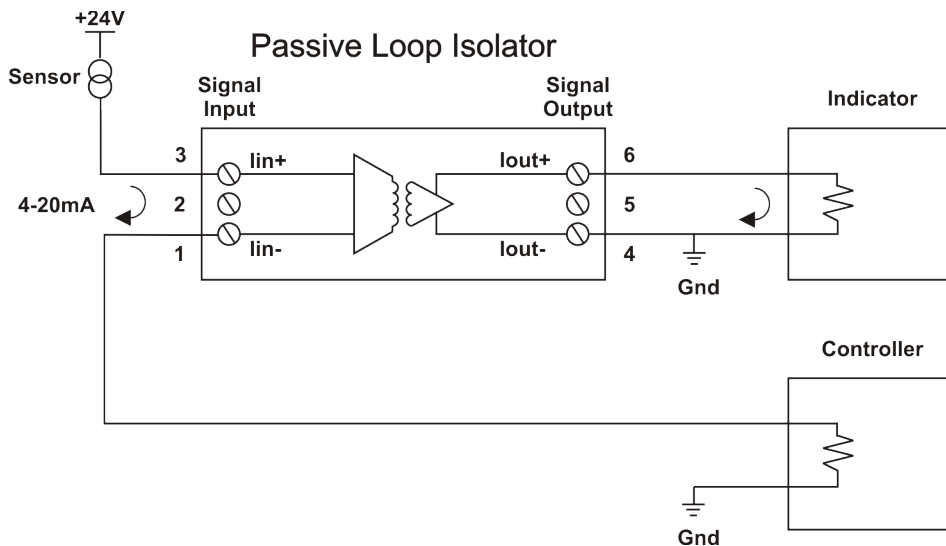 +24V
Passive Loop Isolator
Sensor
Signal
Input
Signal
Output
Indicator
3
Iin+
Iout+
6
4-20mA
2
5
1
Iin-
Iout-
4
Gnd
Controller
Gnd